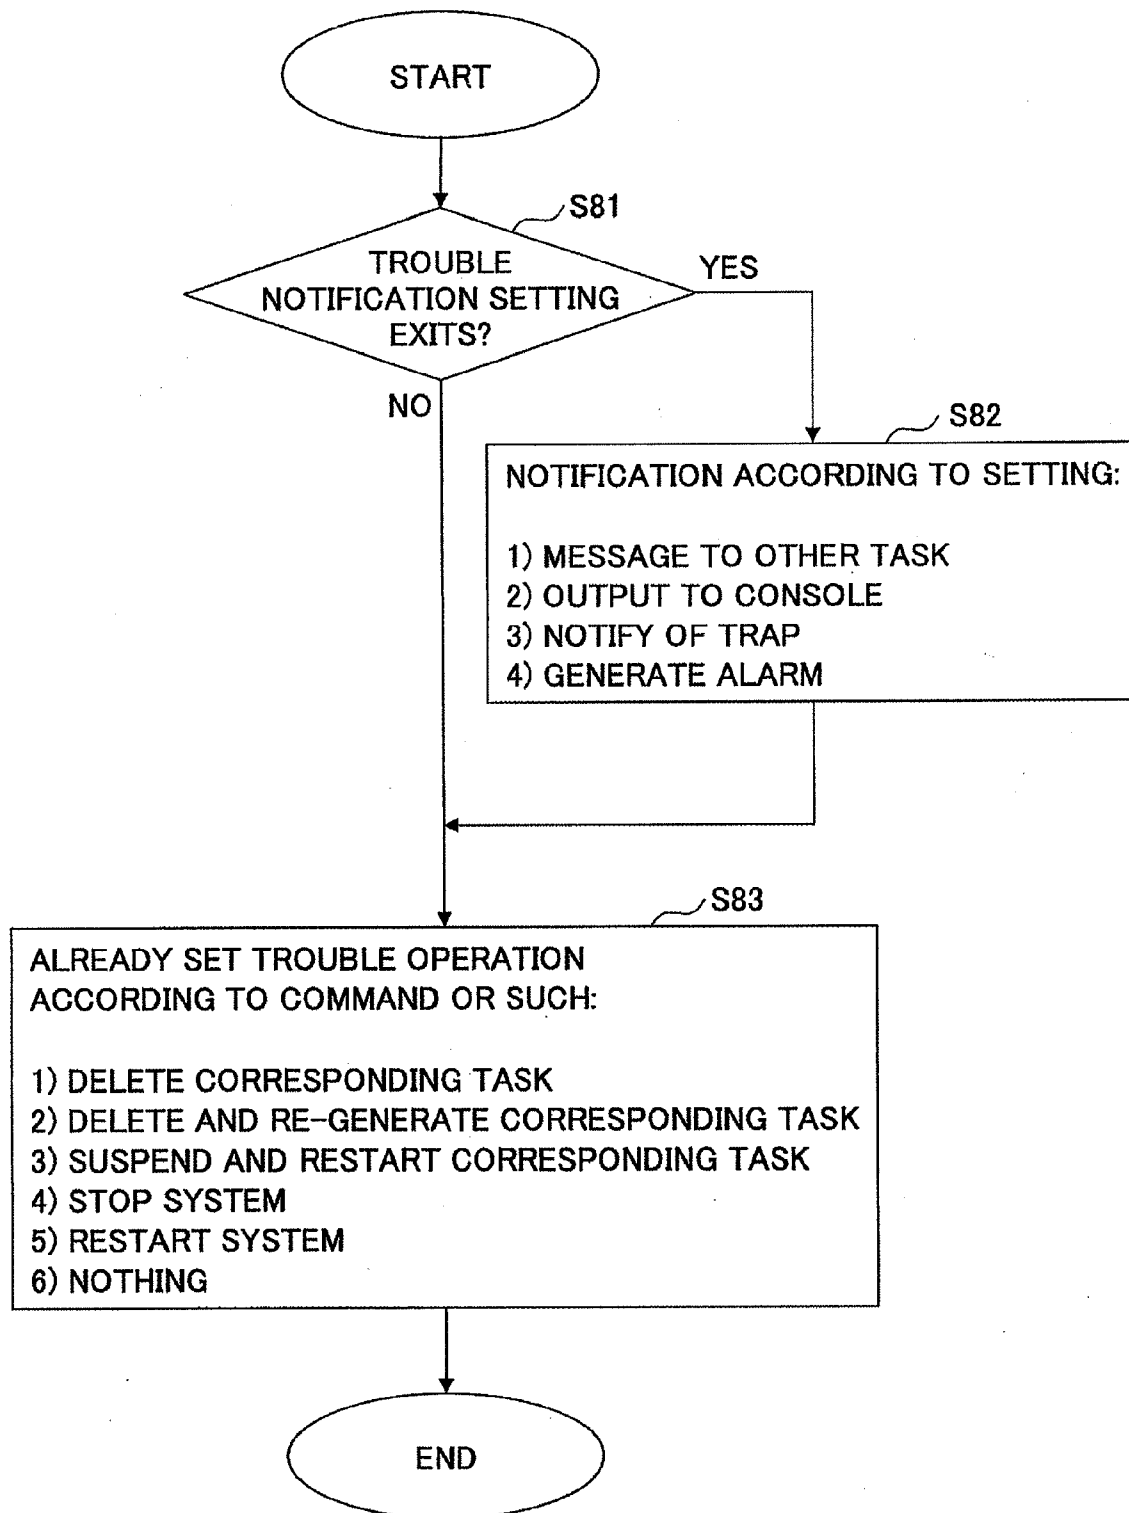 START
S81
TROUBLE
NOTIFICATION SETTING
EXITS?
YES
NO
S82
NOTIFICATION ACCORDING TO SETTING:
1) MESSAGE TO OTHER TASK
2) OUTPUT TO CONSOLE
3) NOTIFY OF TRAP
4) GENERATE ALARM
S83
ALREADY SET TROUBLE OPERATION
ACCORDING TO COMMAND OR SUCH:
1) DELETE CORRESPONDING TASK
2) DELETE AND RE-GENERATE CORRESPONDING TASK
3) SUSPEND AND RESTART CORRESPONDING TASK
4) STOP SYSTEM
5) RESTART SYSTEM
6) NOTHING
END